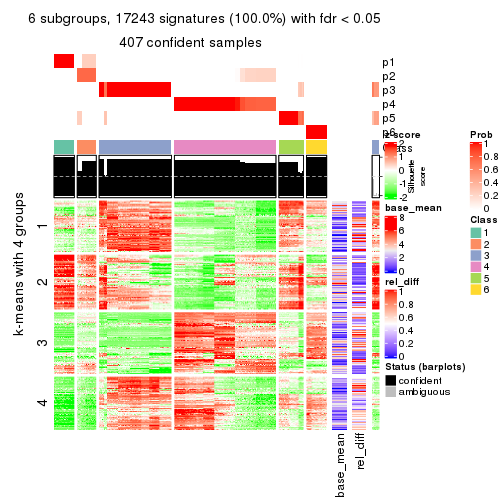 6 subgroups, 17243 signatures (100.0%) with fdr < 0.05
407 confident samples
p1
p2
p3
p4
p5
p6
Class
z-score
2
1
0
-1
-2
Silhouette
score
Prob
1
0.8
0.6
0.4
0.2
0
base_mean
8
6
4
2
0
Class
1
2
3
4
5
6
rel_diff
1
0.8
0.6
0.4
0.2
0
Status (barplots)
confident
ambiguous
k-means with 4 groups
1
2
3
4
base_mean
rel_diff